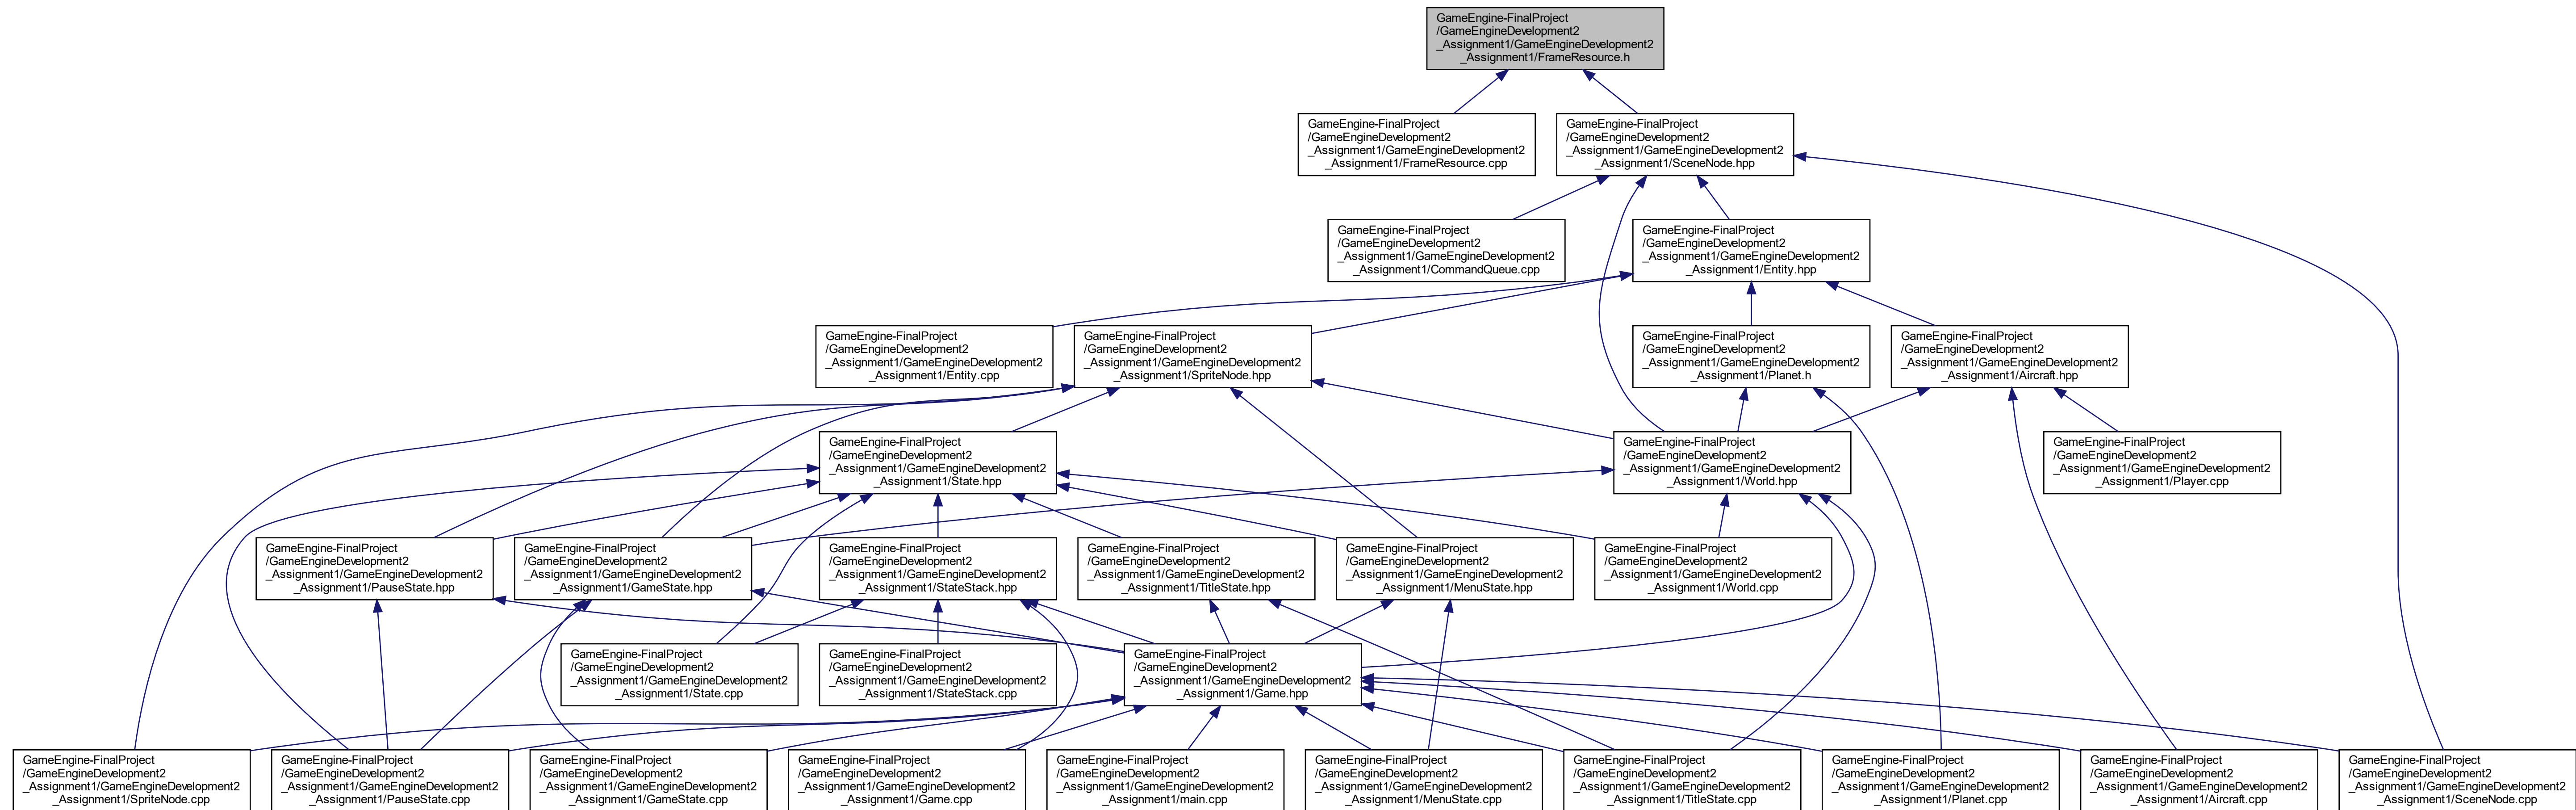 GameEngine-FinalProject
/GameEngineDevelopment2
_Assignment1/GameEngineDevelopment2
_Assignment1/FrameResource.h
GameEngine-FinalProject
/GameEngineDevelopment2
_Assignment1/GameEngineDevelopment2
_Assignment1/FrameResource.cpp
GameEngine-FinalProject
/GameEngineDevelopment2
_Assignment1/GameEngineDevelopment2
_Assignment1/SceneNode.hpp
GameEngine-FinalProject
/GameEngineDevelopment2
_Assignment1/GameEngineDevelopment2
_Assignment1/CommandQueue.cpp
GameEngine-FinalProject
/GameEngineDevelopment2
_Assignment1/GameEngineDevelopment2
_Assignment1/Entity.hpp
GameEngine-FinalProject
/GameEngineDevelopment2
_Assignment1/GameEngineDevelopment2
_Assignment1/Entity.cpp
GameEngine-FinalProject
/GameEngineDevelopment2
_Assignment1/GameEngineDevelopment2
_Assignment1/SpriteNode.hpp
GameEngine-FinalProject
/GameEngineDevelopment2
_Assignment1/GameEngineDevelopment2
_Assignment1/Planet.h
GameEngine-FinalProject
/GameEngineDevelopment2
_Assignment1/GameEngineDevelopment2
_Assignment1/Aircraft.hpp
GameEngine-FinalProject
/GameEngineDevelopment2
_Assignment1/GameEngineDevelopment2
_Assignment1/State.hpp
GameEngine-FinalProject
/GameEngineDevelopment2
_Assignment1/GameEngineDevelopment2
_Assignment1/World.hpp
GameEngine-FinalProject
/GameEngineDevelopment2
_Assignment1/GameEngineDevelopment2
_Assignment1/Player.cpp
GameEngine-FinalProject
/GameEngineDevelopment2
_Assignment1/GameEngineDevelopment2
_Assignment1/PauseState.hpp
GameEngine-FinalProject
/GameEngineDevelopment2
_Assignment1/GameEngineDevelopment2
_Assignment1/GameState.hpp
GameEngine-FinalProject
/GameEngineDevelopment2
_Assignment1/GameEngineDevelopment2
_Assignment1/StateStack.hpp
GameEngine-FinalProject
/GameEngineDevelopment2
_Assignment1/GameEngineDevelopment2
_Assignment1/TitleState.hpp
GameEngine-FinalProject
/GameEngineDevelopment2
_Assignment1/GameEngineDevelopment2
_Assignment1/MenuState.hpp
GameEngine-FinalProject
/GameEngineDevelopment2
_Assignment1/GameEngineDevelopment2
_Assignment1/World.cpp
GameEngine-FinalProject
/GameEngineDevelopment2
_Assignment1/GameEngineDevelopment2
_Assignment1/State.cpp
GameEngine-FinalProject
/GameEngineDevelopment2
_Assignment1/GameEngineDevelopment2
_Assignment1/StateStack.cpp
GameEngine-FinalProject
/GameEngineDevelopment2
_Assignment1/GameEngineDevelopment2
_Assignment1/Game.hpp
GameEngine-FinalProject
/GameEngineDevelopment2
_Assignment1/GameEngineDevelopment2
_Assignment1/SpriteNode.cpp
GameEngine-FinalProject
/GameEngineDevelopment2
_Assignment1/GameEngineDevelopment2
_Assignment1/PauseState.cpp
GameEngine-FinalProject
/GameEngineDevelopment2
_Assignment1/GameEngineDevelopment2
_Assignment1/GameState.cpp
GameEngine-FinalProject
/GameEngineDevelopment2
_Assignment1/GameEngineDevelopment2
_Assignment1/Game.cpp
GameEngine-FinalProject
/GameEngineDevelopment2
_Assignment1/GameEngineDevelopment2
_Assignment1/main.cpp
GameEngine-FinalProject
/GameEngineDevelopment2
_Assignment1/GameEngineDevelopment2
_Assignment1/MenuState.cpp
GameEngine-FinalProject
/GameEngineDevelopment2
_Assignment1/GameEngineDevelopment2
_Assignment1/TitleState.cpp
GameEngine-FinalProject
/GameEngineDevelopment2
_Assignment1/GameEngineDevelopment2
_Assignment1/Planet.cpp
GameEngine-FinalProject
/GameEngineDevelopment2
_Assignment1/GameEngineDevelopment2
_Assignment1/Aircraft.cpp
GameEngine-FinalProject
/GameEngineDevelopment2
_Assignment1/GameEngineDevelopment2
_Assignment1/SceneNode.cpp